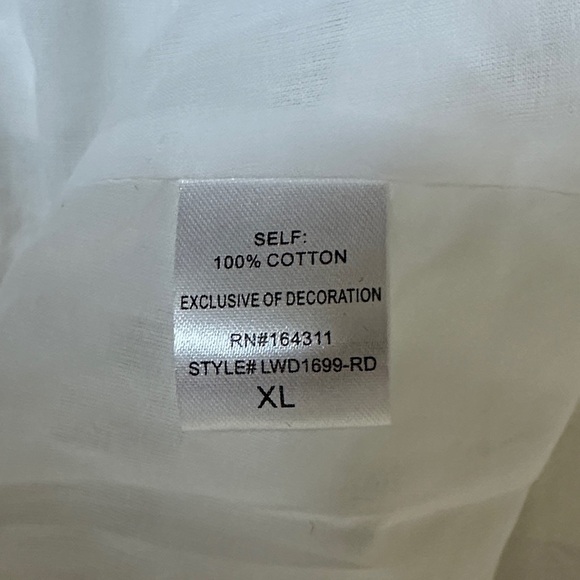 SELF:
100% COTTON
EXCLUSIVE OF DECORATION
RN#164311
STYLE# LWD1699-RD
XL